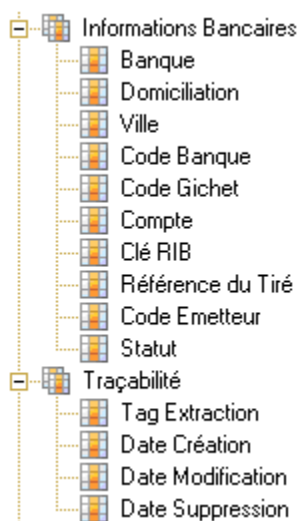 Informations Bancaires
Banque
Domiciliation
Ville
Code Banque
Code Gichet
Compte
Clé RIB
Référence du Tiré
Code Emetteur
Statut
Traçabilité
Tag Extraction
Date Création
Date Modification
Date Suppression